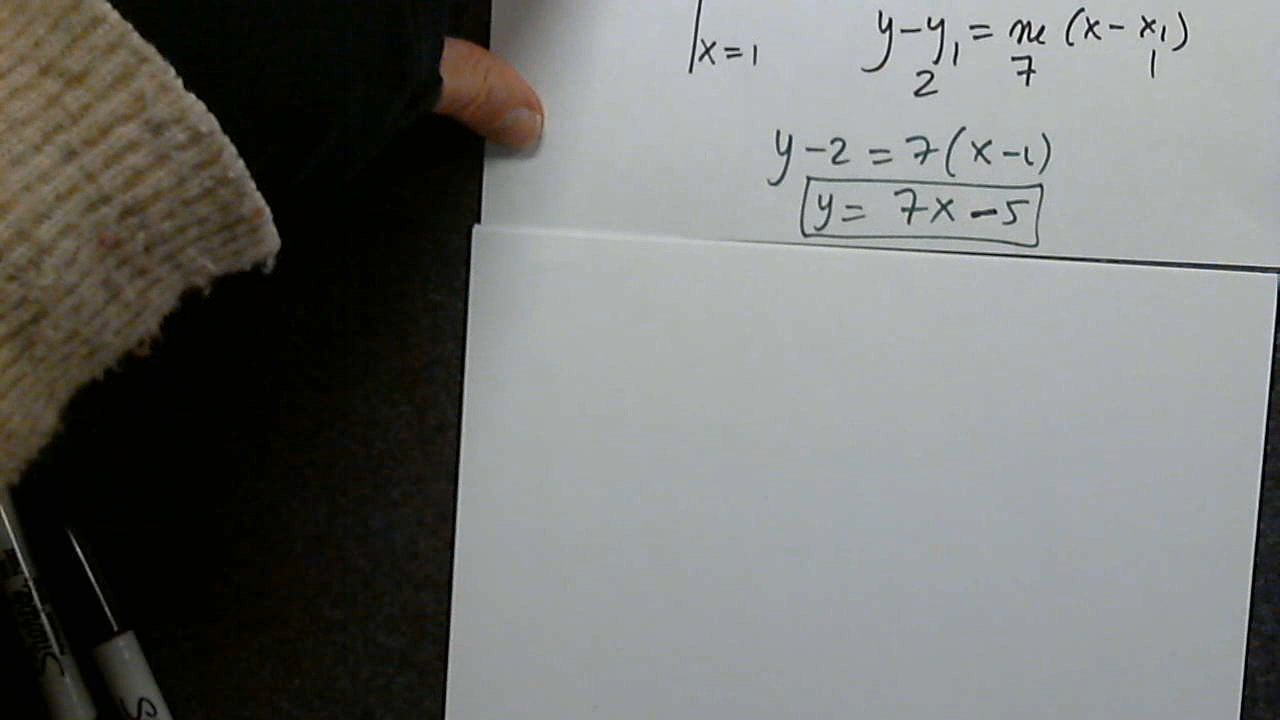 |x=1 y-y₁ = m (x-x₁)
2 7 1
y-2 = 7(x-1)
y= 7x-5